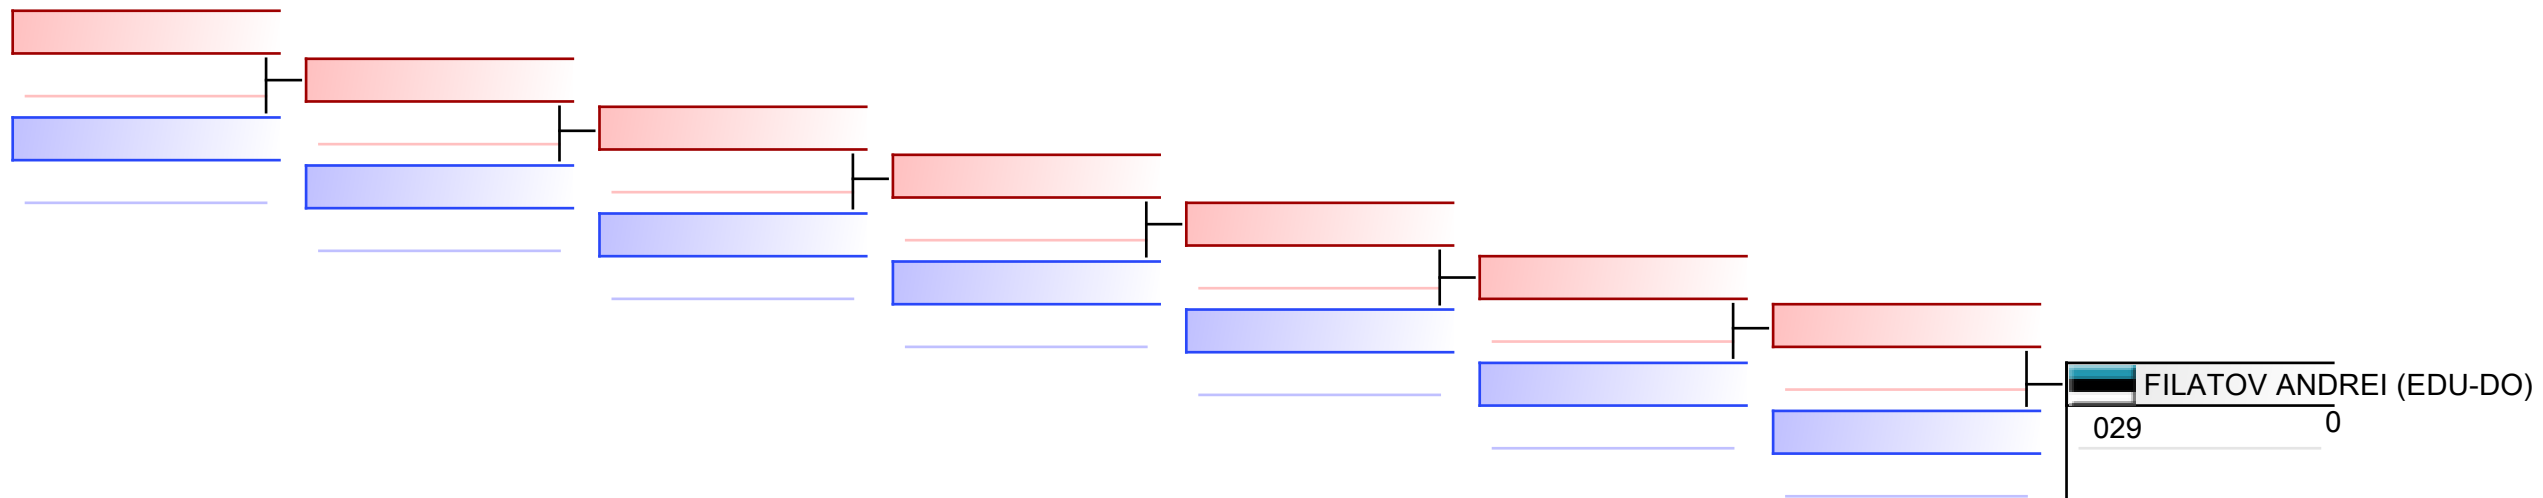 FILATOV ANDREI (EDU-DO)
029 0